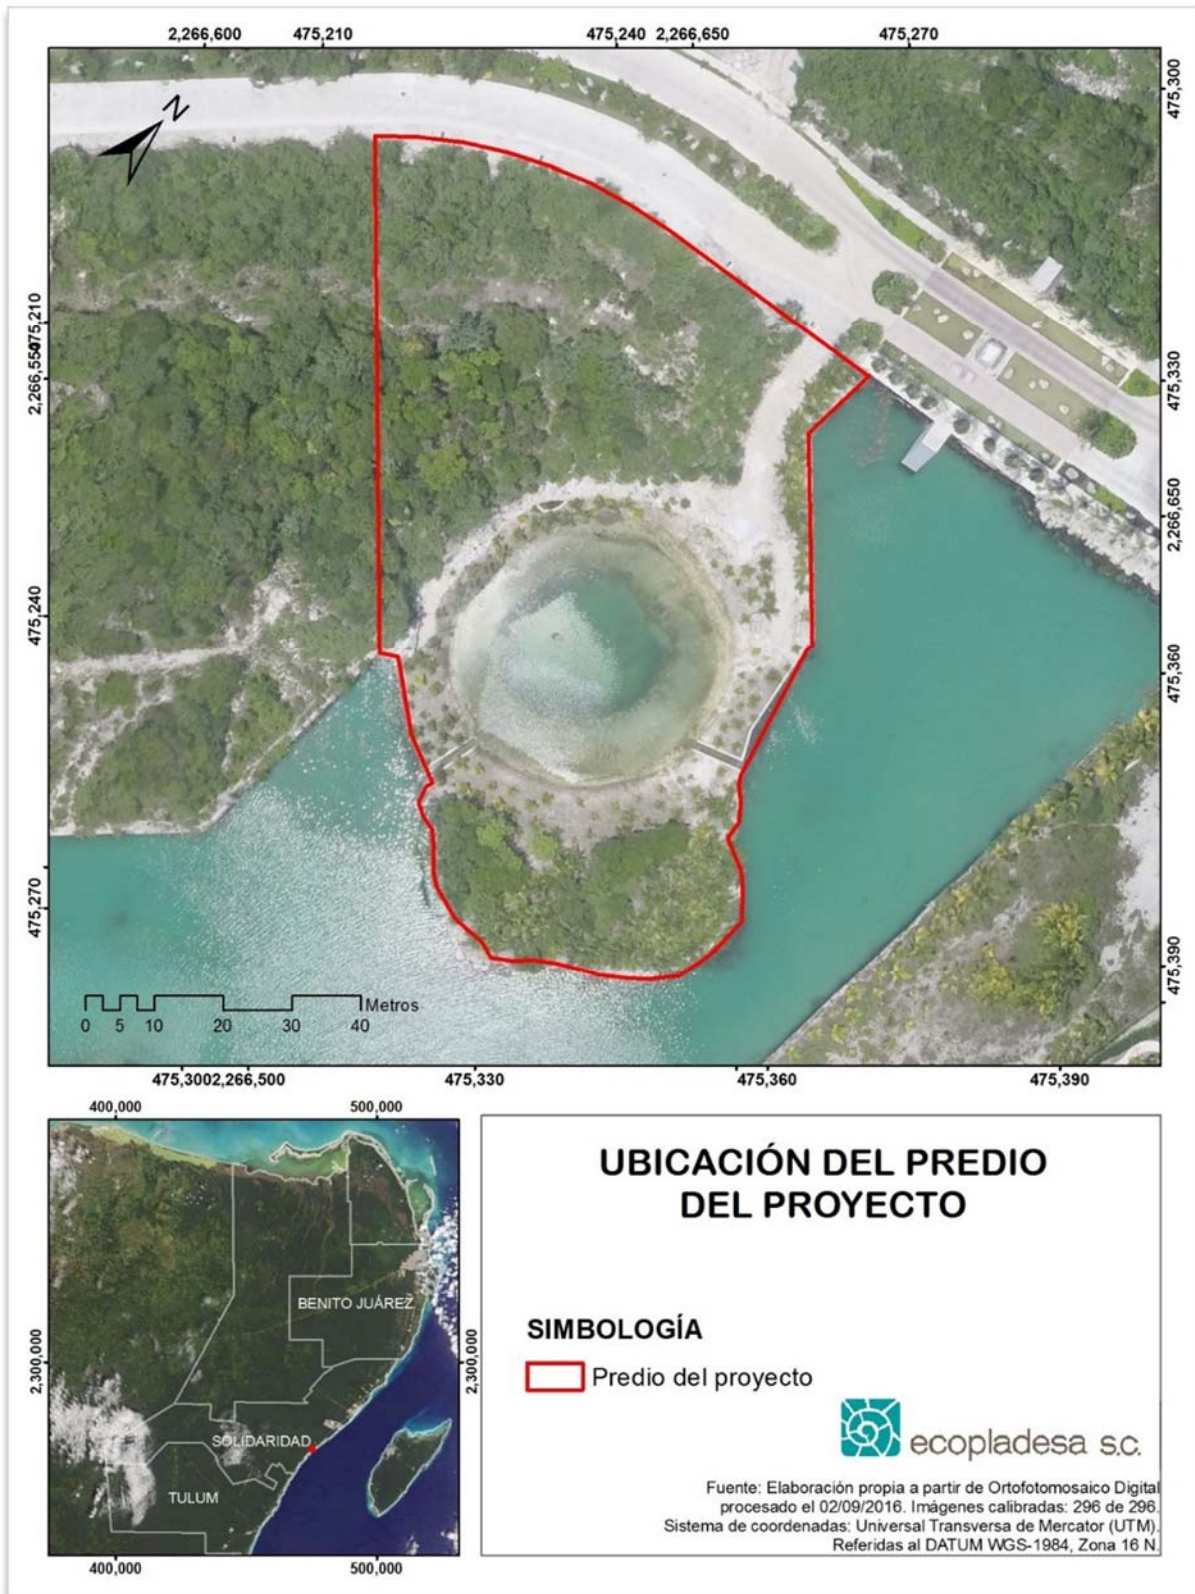 2,266,600
475,210
475,240
2,266,650
475,270
N
475,300
475,210
2,266,550
475,330
2,266,650
475,240
475,360
475,270
475,390
Metros
0 5 10 20 30 40
475,300
2,266,500
475,330
475,360
475,390
400,000
500,000
2,300,000
2,300,000
BENITO JUÁREZ
SOLIDARIDAD
TULUM
400,000
500,000
UBICACIÓN DEL PREDIO
DEL PROYECTO
SIMBOLOGÍA
Predio del proyecto
ecopladesa s.c.
Fuente: Elaboración propia a partir de Ortofotomosaico Digital
procesado el 02/09/2016. Imágenes calibradas: 296 de 296.
Sistema de coordenadas: Universal Transversa de Mercator (UTM).
Referidas al DATUM WGS-1984, Zona 16 N.